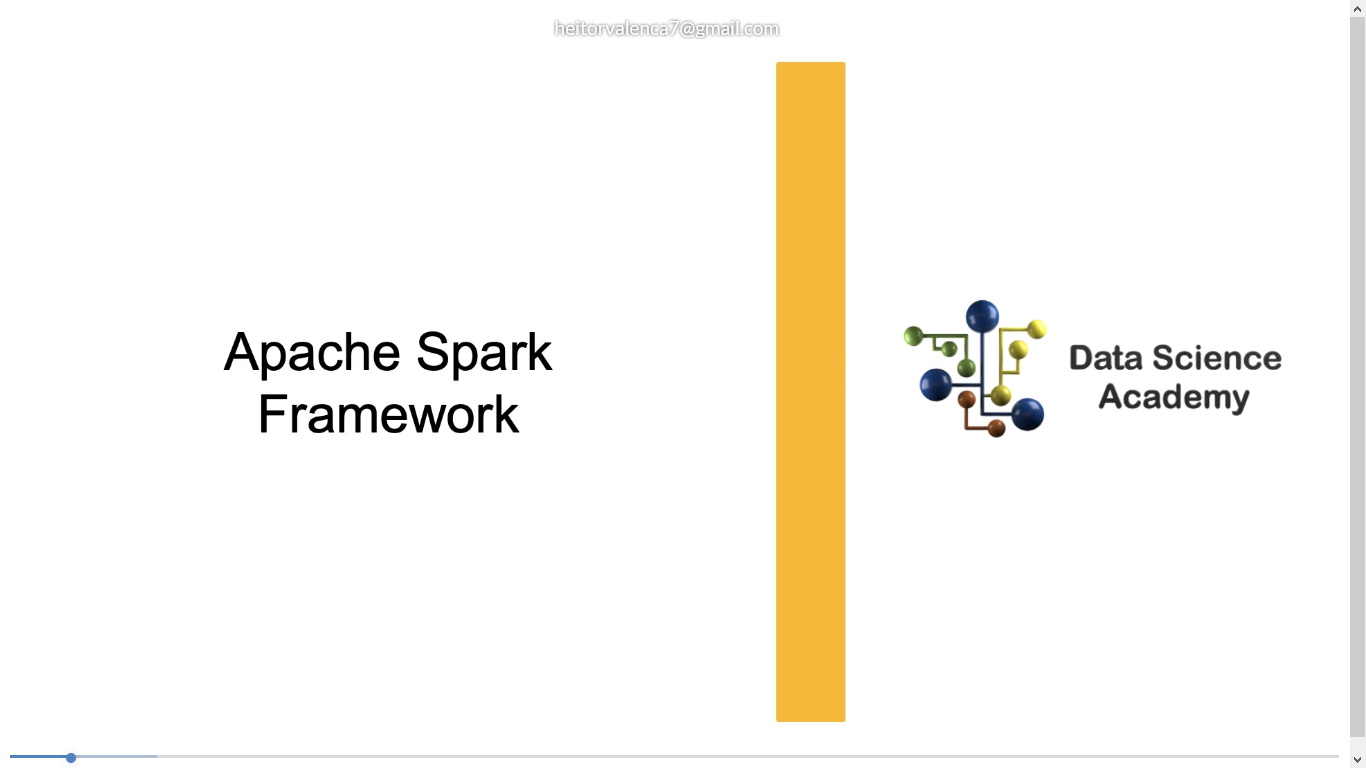 heitorvalenca7@gmail.com
Apache Spark
Framework
Data Science
Academy